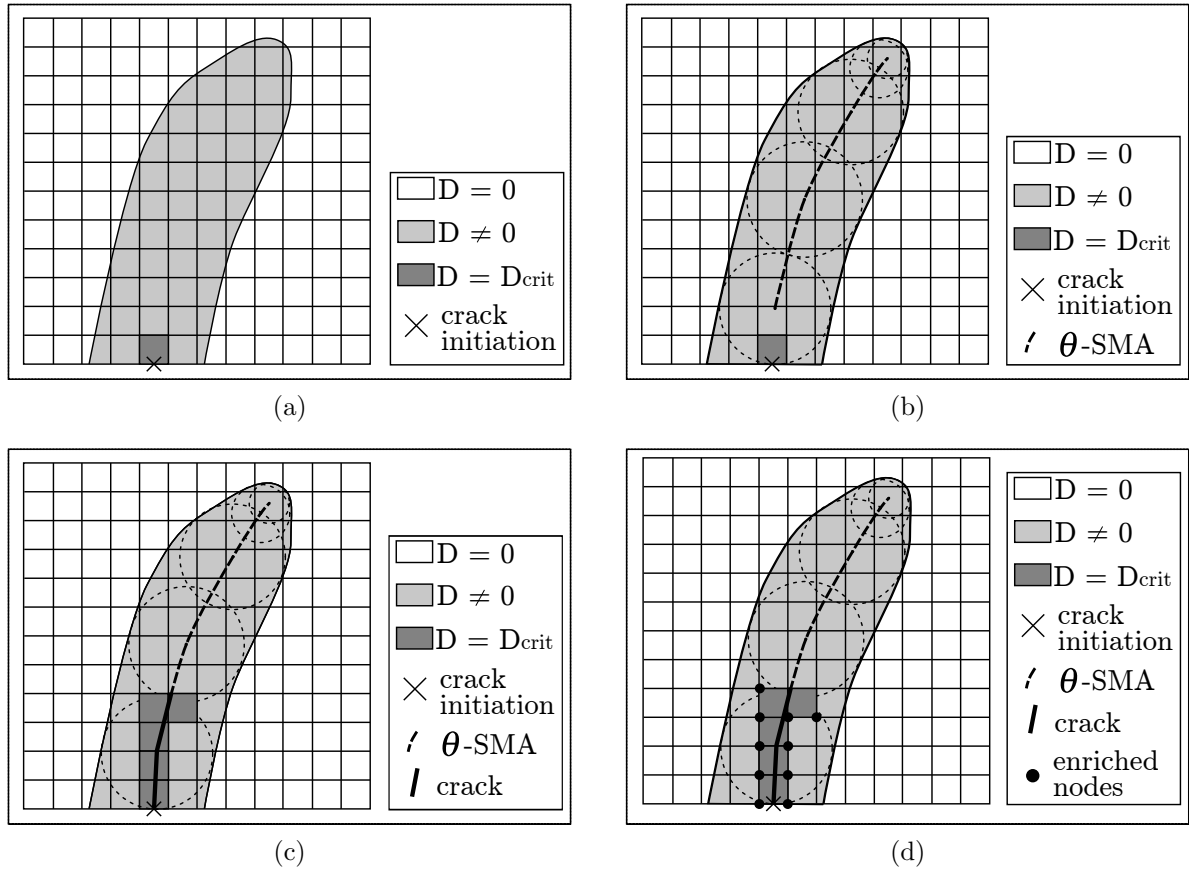 D = 0
D ≠ 0
D = Dcrit
crack
initiation
(a)
D = 0
D ≠ 0
D = Dcrit
crack
initiation
θ-SMA
(b)
D = 0
D ≠ 0
D = Dcrit
crack
initiation
θ-SMA
crack
(c)
D = 0
D ≠ 0
D = Dcrit
crack
initiation
θ-SMA
crack
enriched
nodes
(d)